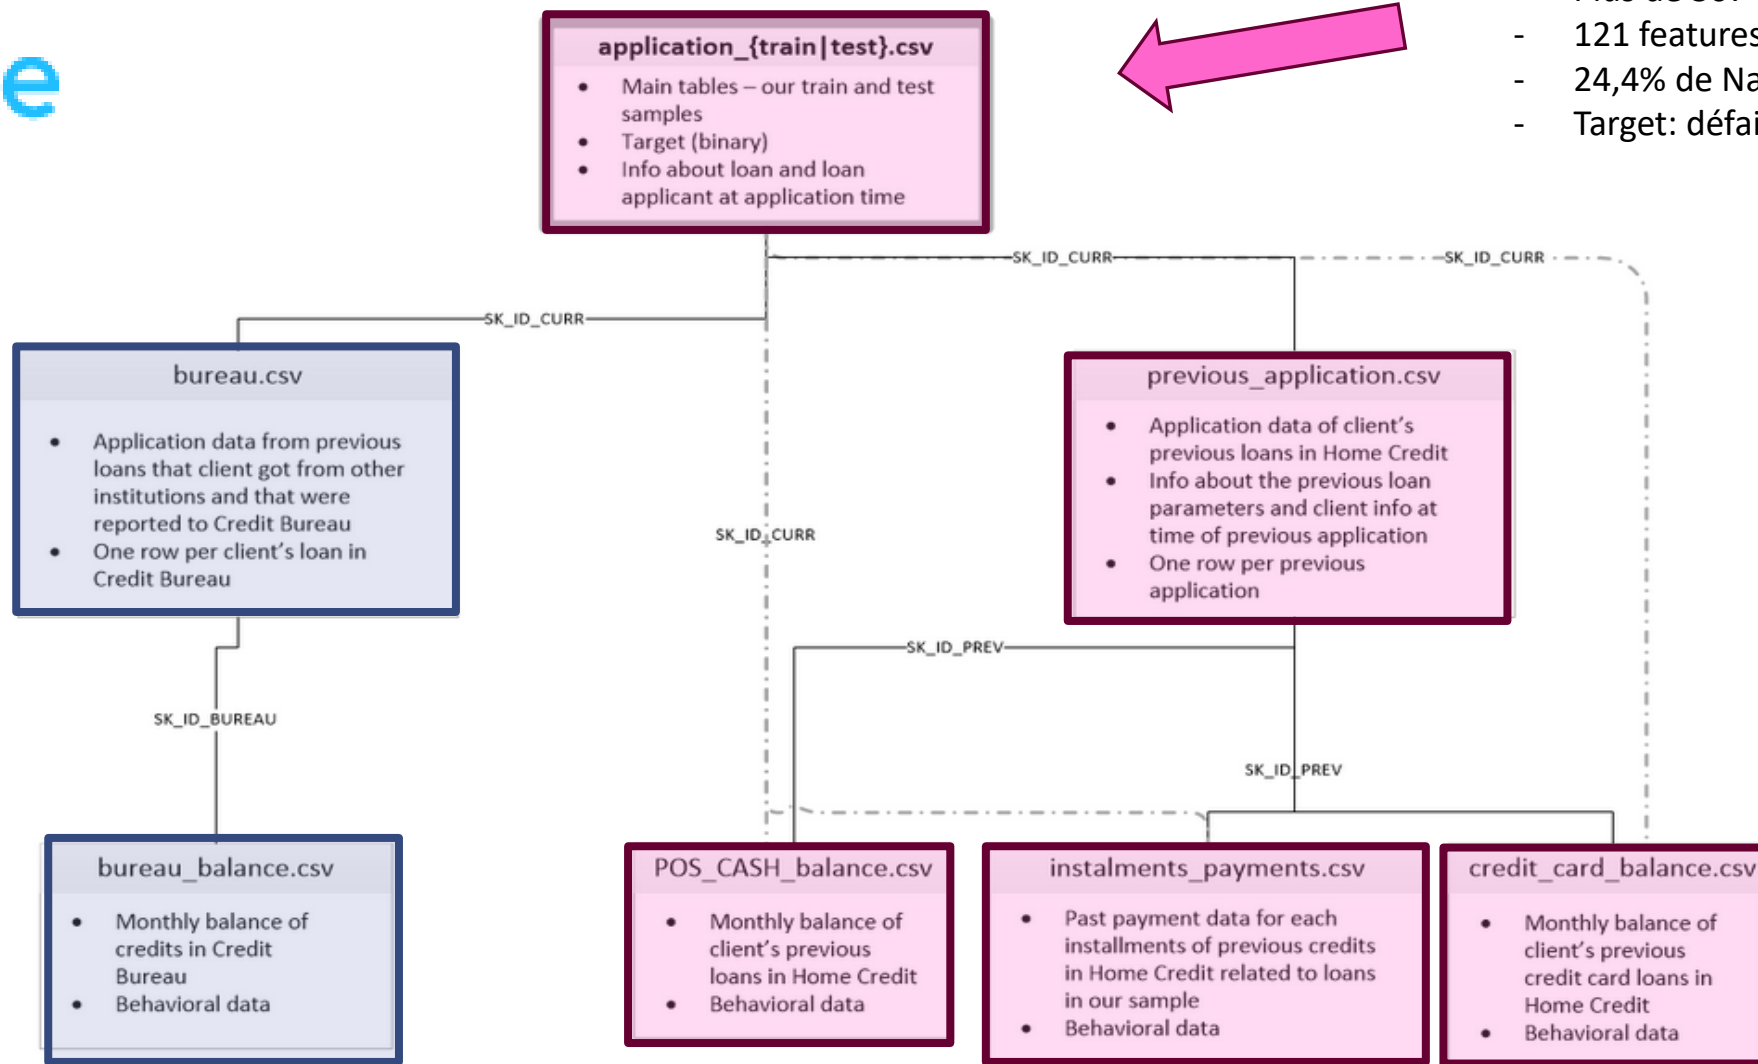 e
121 features
24,4% de Na
Target: défai
application_{train|test}.csv
• Main tables – our train and test
samples
• Target (binary)
• Info about loan and loan
applicant at application time
SK_ID_CURR
SK_ID_CURR
SK_ID_CURR
bureau.csv
• Application data from previous
loans that client got from other
institutions and that were
reported to Credit Bureau
• One row per client's loan in
Credit Bureau
previous_application.csv
• Application data of client's
previous loans in Home Credit
• Info about the previous loan
parameters and client info at
time of previous application
• One row per previous
application
SK_ID_CURR
SK_ID_PREV
SK_ID_BUREAU
SK_ID_PREV
bureau_balance.csv
• Monthly balance of
credits in Credit
Bureau
• Behavioral data
POS_CASH_balance.csv
• Monthly balance of
client's previous
loans in Home Credit
• Behavioral data
instalments_payments.csv
• Past payment data for each
installments of previous credits
in Home Credit related to loans
in our sample
• Behavioral data
credit_card_balance.csv
• Monthly balance of
client's previous
credit card loans in
Home Credit
• Behavioral data